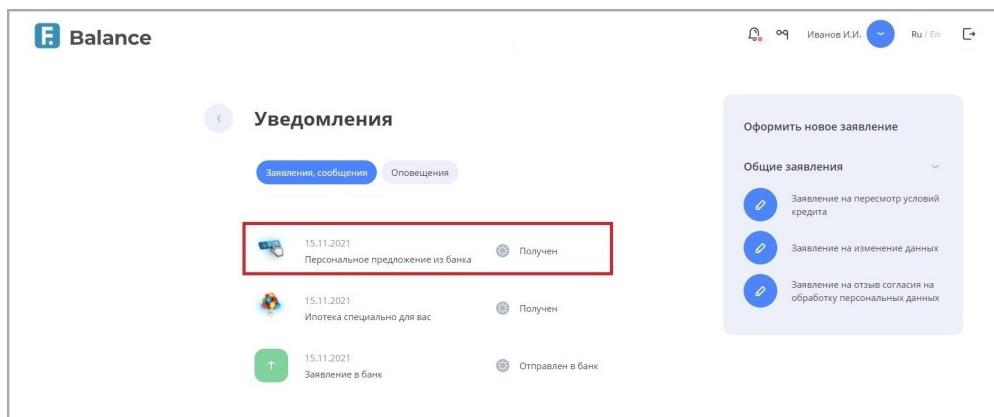 F. Balance
Иванов И.И.
Ru / En
Уведомления
Заявления, сообщения
Оповещения
15.11.2021
Персональное предложение из банка
Получен
15.11.2021
Ипотека специально для вас
Получен
15.11.2021
Заявление в банк
Отправлен в банк
Оформить новое заявление
Общие заявления
Заявление на пересмотр условий
кредита
Заявление на изменение данных
Заявление на отзыв согласия на
обработку персональных данных